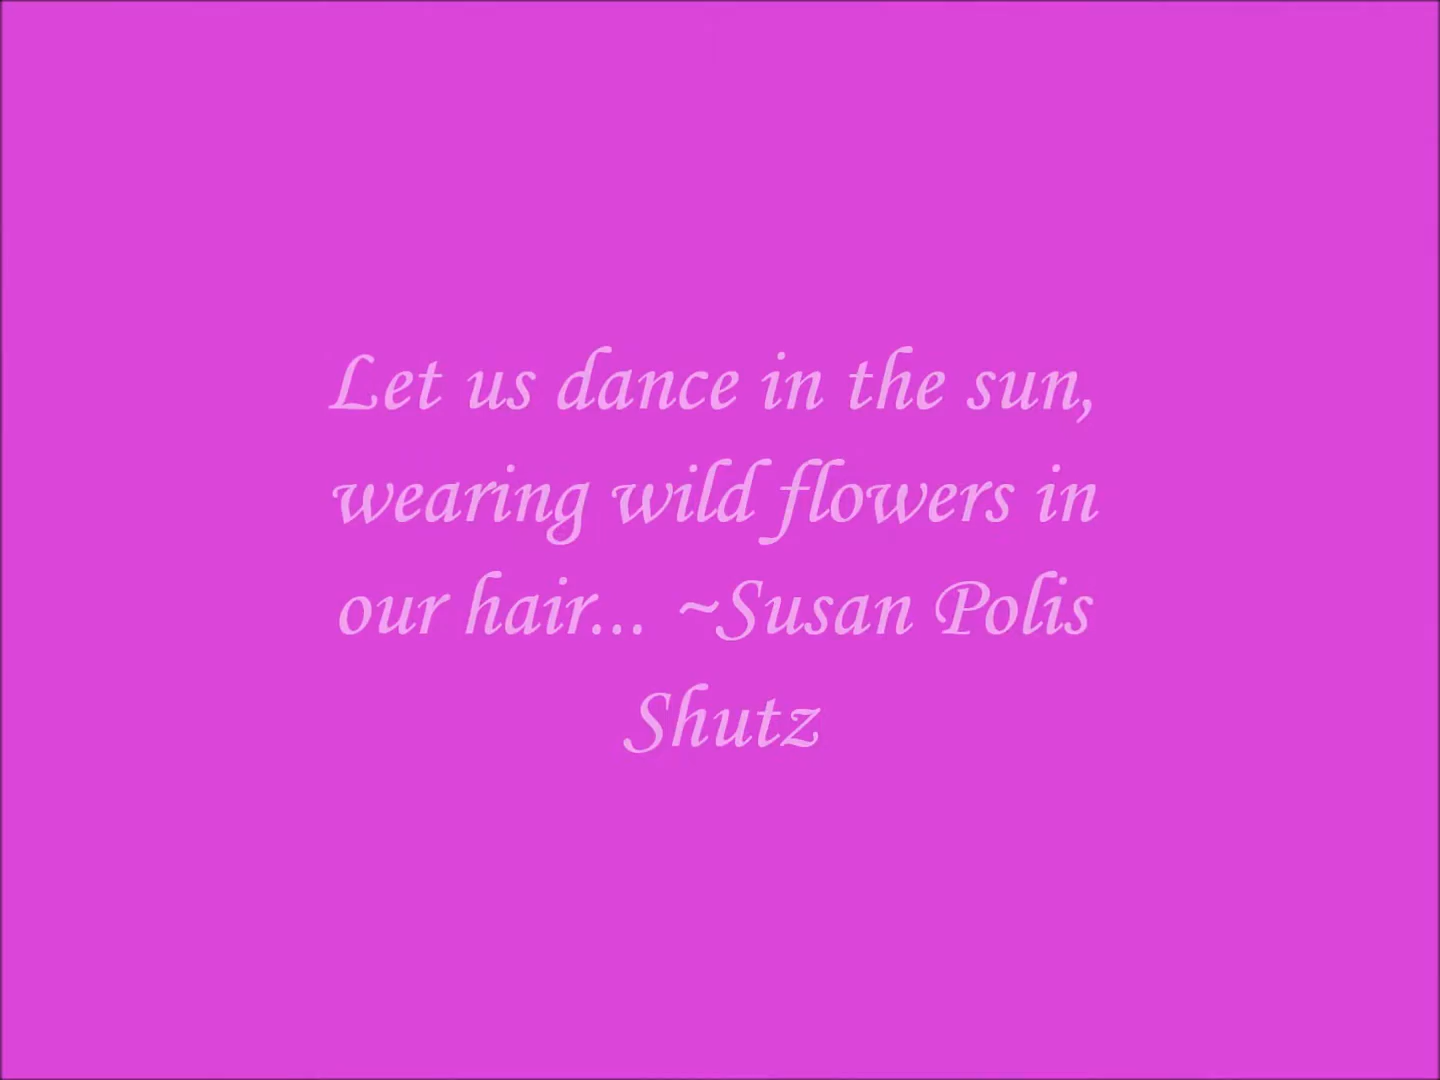 Let us dance in the sun,
wearing wild flowers in
our hair... ~Susan Polis
Shutz